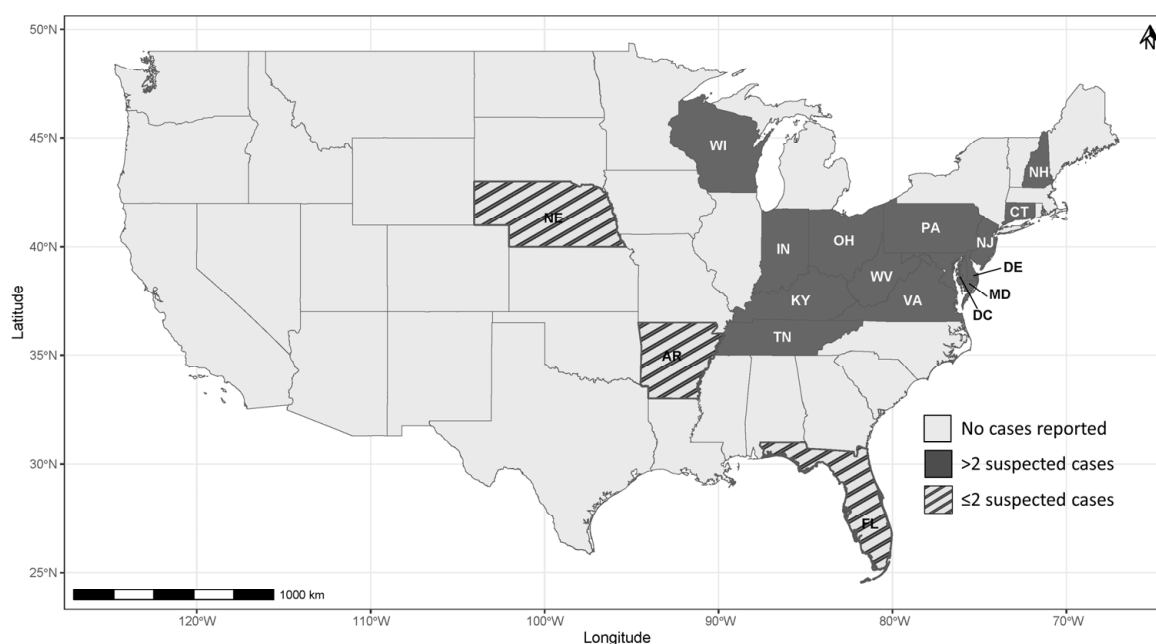 50°N
45°N
40°N
35°N
30°N
25°N
Latitude
N
WI
NH
NE
CT
PA
IN
OH
NJ
WV
DE
KY
VA
MD
DC
TN
AR
FL
No cases reported
>2 suspected cases
≤2 suspected cases
1000 km
120°W
110°W
100°W
90°W
80°W
70°W
Longitude